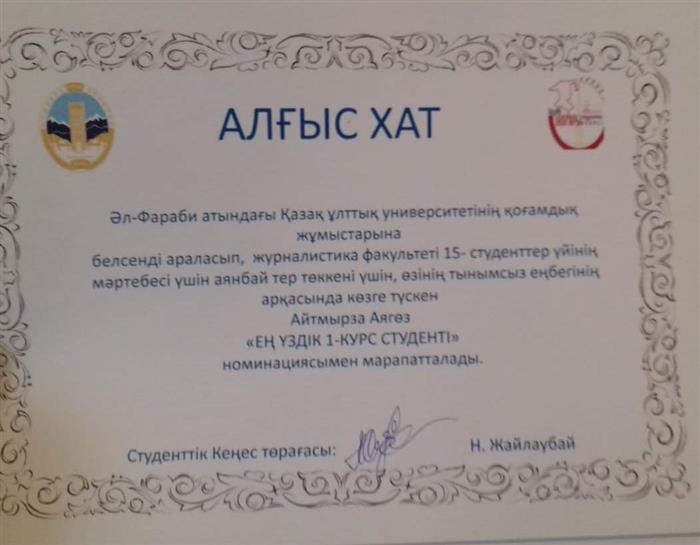 АЛҒЫС ХАТ
Әл-Фараби атындағы Қазақ ұлттық университетінің қоғамдық
жұмыстарына
белсенді араласып, журналистика факультеті 15- студенттер үйінің
мәртебесі үшін аянбай тер төккені үшін, өзінің тынымсыз еңбегінің
арқасында көзге түскен
Айтмырза Аягөз
«ЕҢ ҮЗДІК 1-КУРС СТУДЕНТІ»
номинациясымен марапатталады.
Студенттік Кеңес төрағасы: Н. Жайлаубай